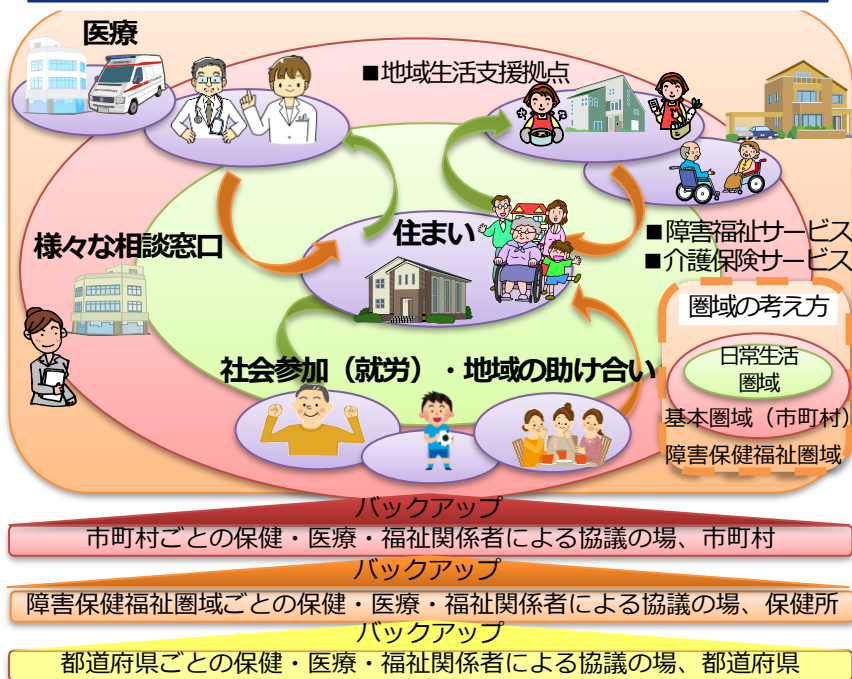 医療
■地域生活支援拠点
様々な相談窓口
住まい
■障害福祉サービス
■介護保険サービス
圏域の考え方
日常生活
圏域
基本圏域（市町村）
障害保健福祉圏域
社会参加（就労）・地域の助け合い
バックアップ
市町村ごとの保健・医療・福祉関係者による協議の場、市町村
バックアップ
障害保健福祉圏域ごとの保健・医療・福祉関係者による協議の場、保健所
バックアップ
都道府県ごとの保健・医療・福祉関係者による協議の場、都道府県